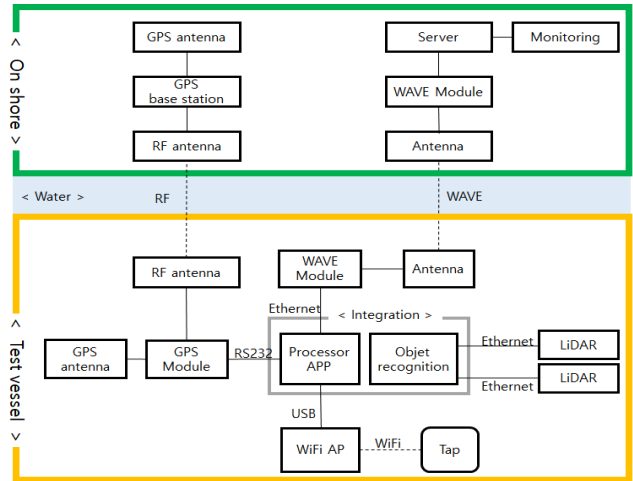 < On shore >
GPS antenna
Server
Monitoring
GPS
base station
WAVE Module
RF antenna
Antenna
< Water >
RF
WAVE
< Test vessel >
RF antenna
WAVE
Module
Antenna
Ethernet
< Integration >
GPS
antenna
GPS
Module
RS232
Processor
APP
Objet
recognition
Ethernet
LiDAR
Ethernet
LiDAR
USB
WiFi AP
WiFi
Tap